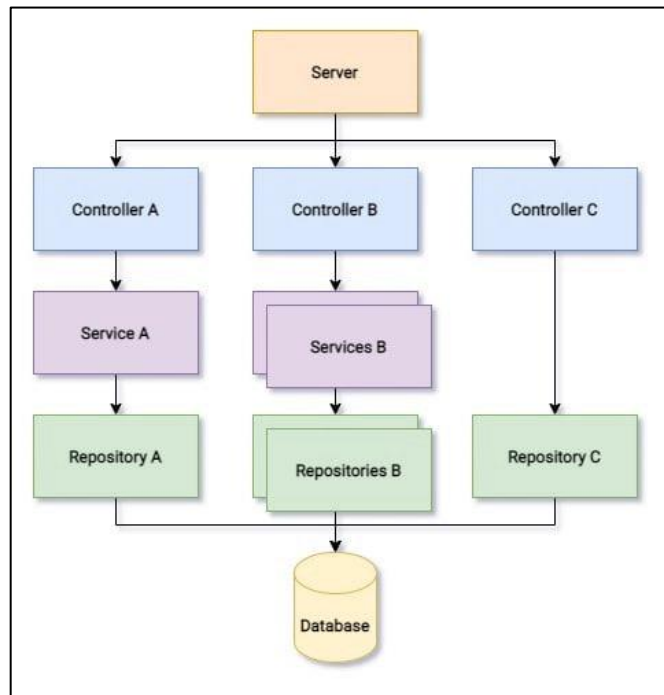 Server
Controller A
Controller B
Controller C
Service A
Services B
Repository A
Repositories B
Repository C
Database